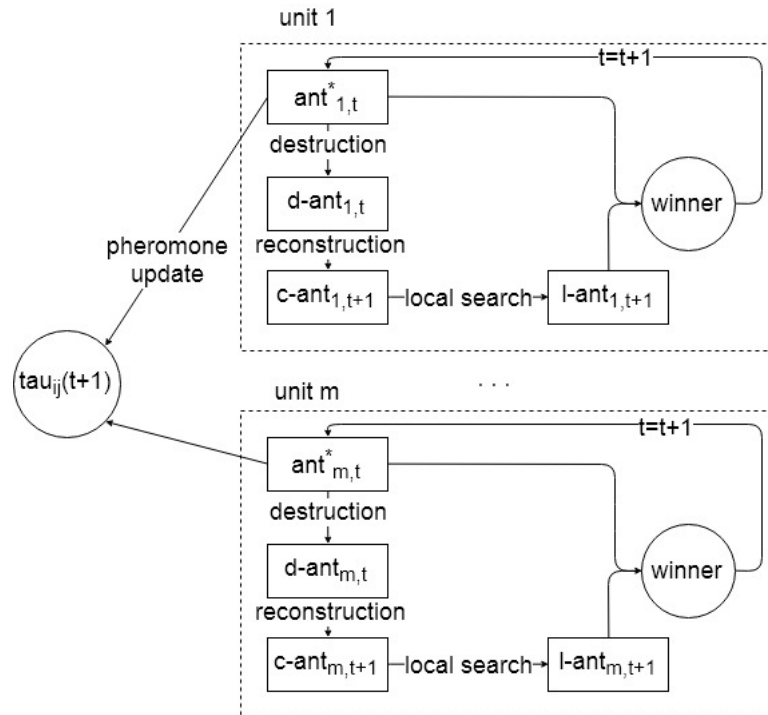 unit 1
t=t+1
ant*1,t
destruction
d-ant1,t
winner
reconstruction
pheromone
update
c-ant1,t+1
local search
l-ant1,t+1
tauij(t+1)
. . .
unit m
t=t+1
ant*m,t
destruction
d-antm,t
winner
reconstruction
c-antm,t+1
local search
l-antm,t+1